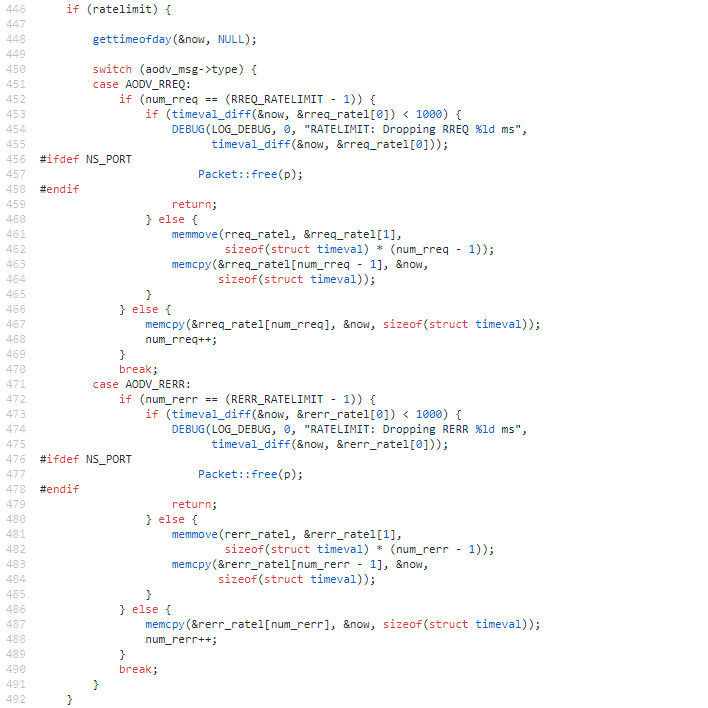 446 if (ratelimit) {
447
448 gettimeofday(&now, NULL);
449
450 switch (aodv_msg->type) {
451 case AODV_RREQ:
452 if (num_rreq == (RREQ_RATELIMIT - 1)) {
453 if (timeval_diff(&now, &rreq_ratel[0]) < 1000) {
454 DEBUG(LOG_DEBUG, 0, "RATELIMIT: Dropping RREQ %ld ms",
455 timeval_diff(&now, &rreq_ratel[0]));
456 #ifdef NS_PORT
457 Packet::free(p);
458 #endif
459 return;
460 } else {
461 memmove(rreq_ratel, &rreq_ratel[1],
462 sizeof(struct timeval) * (num_rreq - 1));
463 memcpy(&rreq_ratel[num_rreq - 1], &now,
464 sizeof(struct timeval));
465 }
466 } else {
467 memcpy(&rreq_ratel[num_rreq], &now, sizeof(struct timeval));
468 num_rreq++;
469 }
470 break;
471 case AODV_RERR:
472 if (num_rerr == (RERR_RATELIMIT - 1)) {
473 if (timeval_diff(&now, &rerr_ratel[0]) < 1000) {
474 DEBUG(LOG_DEBUG, 0, "RATELIMIT: Dropping RERR %ld ms",
475 timeval_diff(&now, &rerr_ratel[0]));
476 #ifdef NS_PORT
477 Packet::free(p);
478 #endif
479 return;
480 } else {
481 memmove(rerr_ratel, &rerr_ratel[1],
482 sizeof(struct timeval) * (num_rerr - 1));
483 memcpy(&rerr_ratel[num_rerr - 1], &now,
484 sizeof(struct timeval));
485 }
486 } else {
487 memcpy(&rerr_ratel[num_rerr], &now, sizeof(struct timeval));
488 num_rerr++;
489 }
490 break;
491 }
492 }